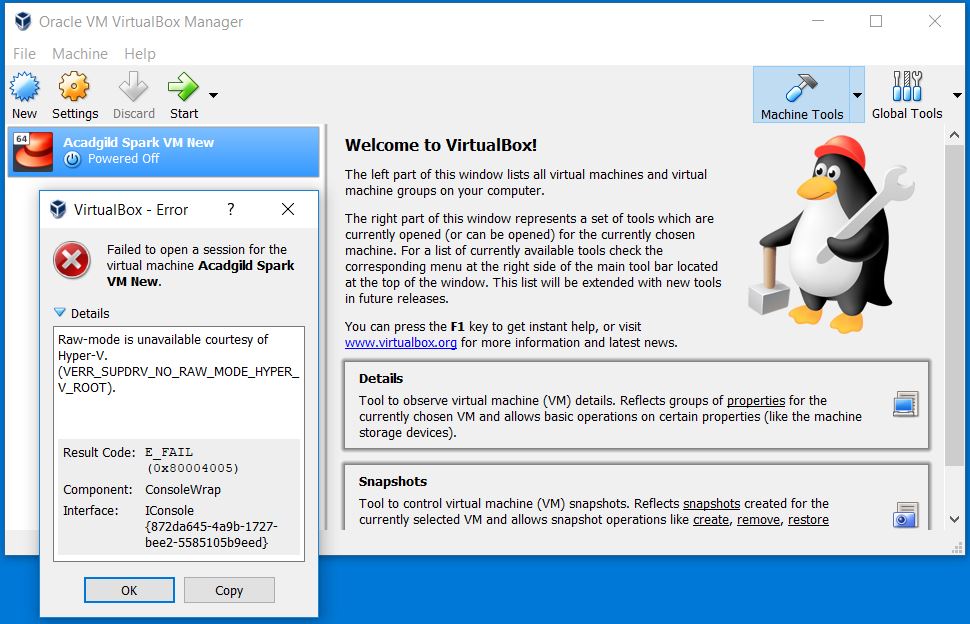 Oracle VM VirtualBox Manager
File Machine Help
New Settings Discard Start
Machine Tools Global Tools
64
Acadgild Spark VM New
Powered Off
VirtualBox - Error ?
Failed to open a session for the
virtual machine Acadgild Spark
VM New.
Details
Raw-mode is unavailable courtesy of
Hyper-V.
(VERR_SUPDRV_NO_RAW_MODE_HYPER_
V_ROOT).
Result Code: E_FAIL
(0x80004005)
Component: ConsoleWrap
Interface: IConsole
{872da645-4a9b-1727-
bee2-5585105b9eed}
OK Copy
Welcome to VirtualBox!
The left part of this window lists all virtual machines and virtual
machine groups on your computer.
The right part of this window represents a set of tools which are
currently opened (or can be opened) for the currently chosen
machine. For a list of currently available tools check the
corresponding menu at the right side of the main tool bar located
at the top of the window. This list will be extended with new tools
in future releases.
You can press the F1 key to get instant help, or visit
www.virtualbox.org for more information and latest news.
Details
Tool to observe virtual machine (VM) details. Reflects groups of properties for the
currently chosen VM and allows basic operations on certain properties (like the machine
storage devices).
Snapshots
Tool to control virtual machine (VM) snapshots. Reflects snapshots created for the
currently selected VM and allows snapshot operations like create, remove, restore